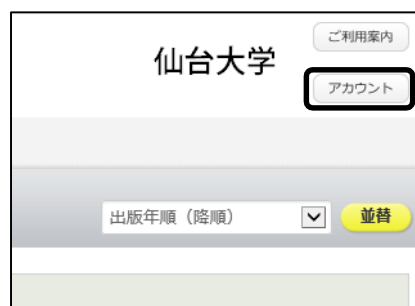 ご利用案内
仙台大学
アカウント
出版年順（降順）
並替